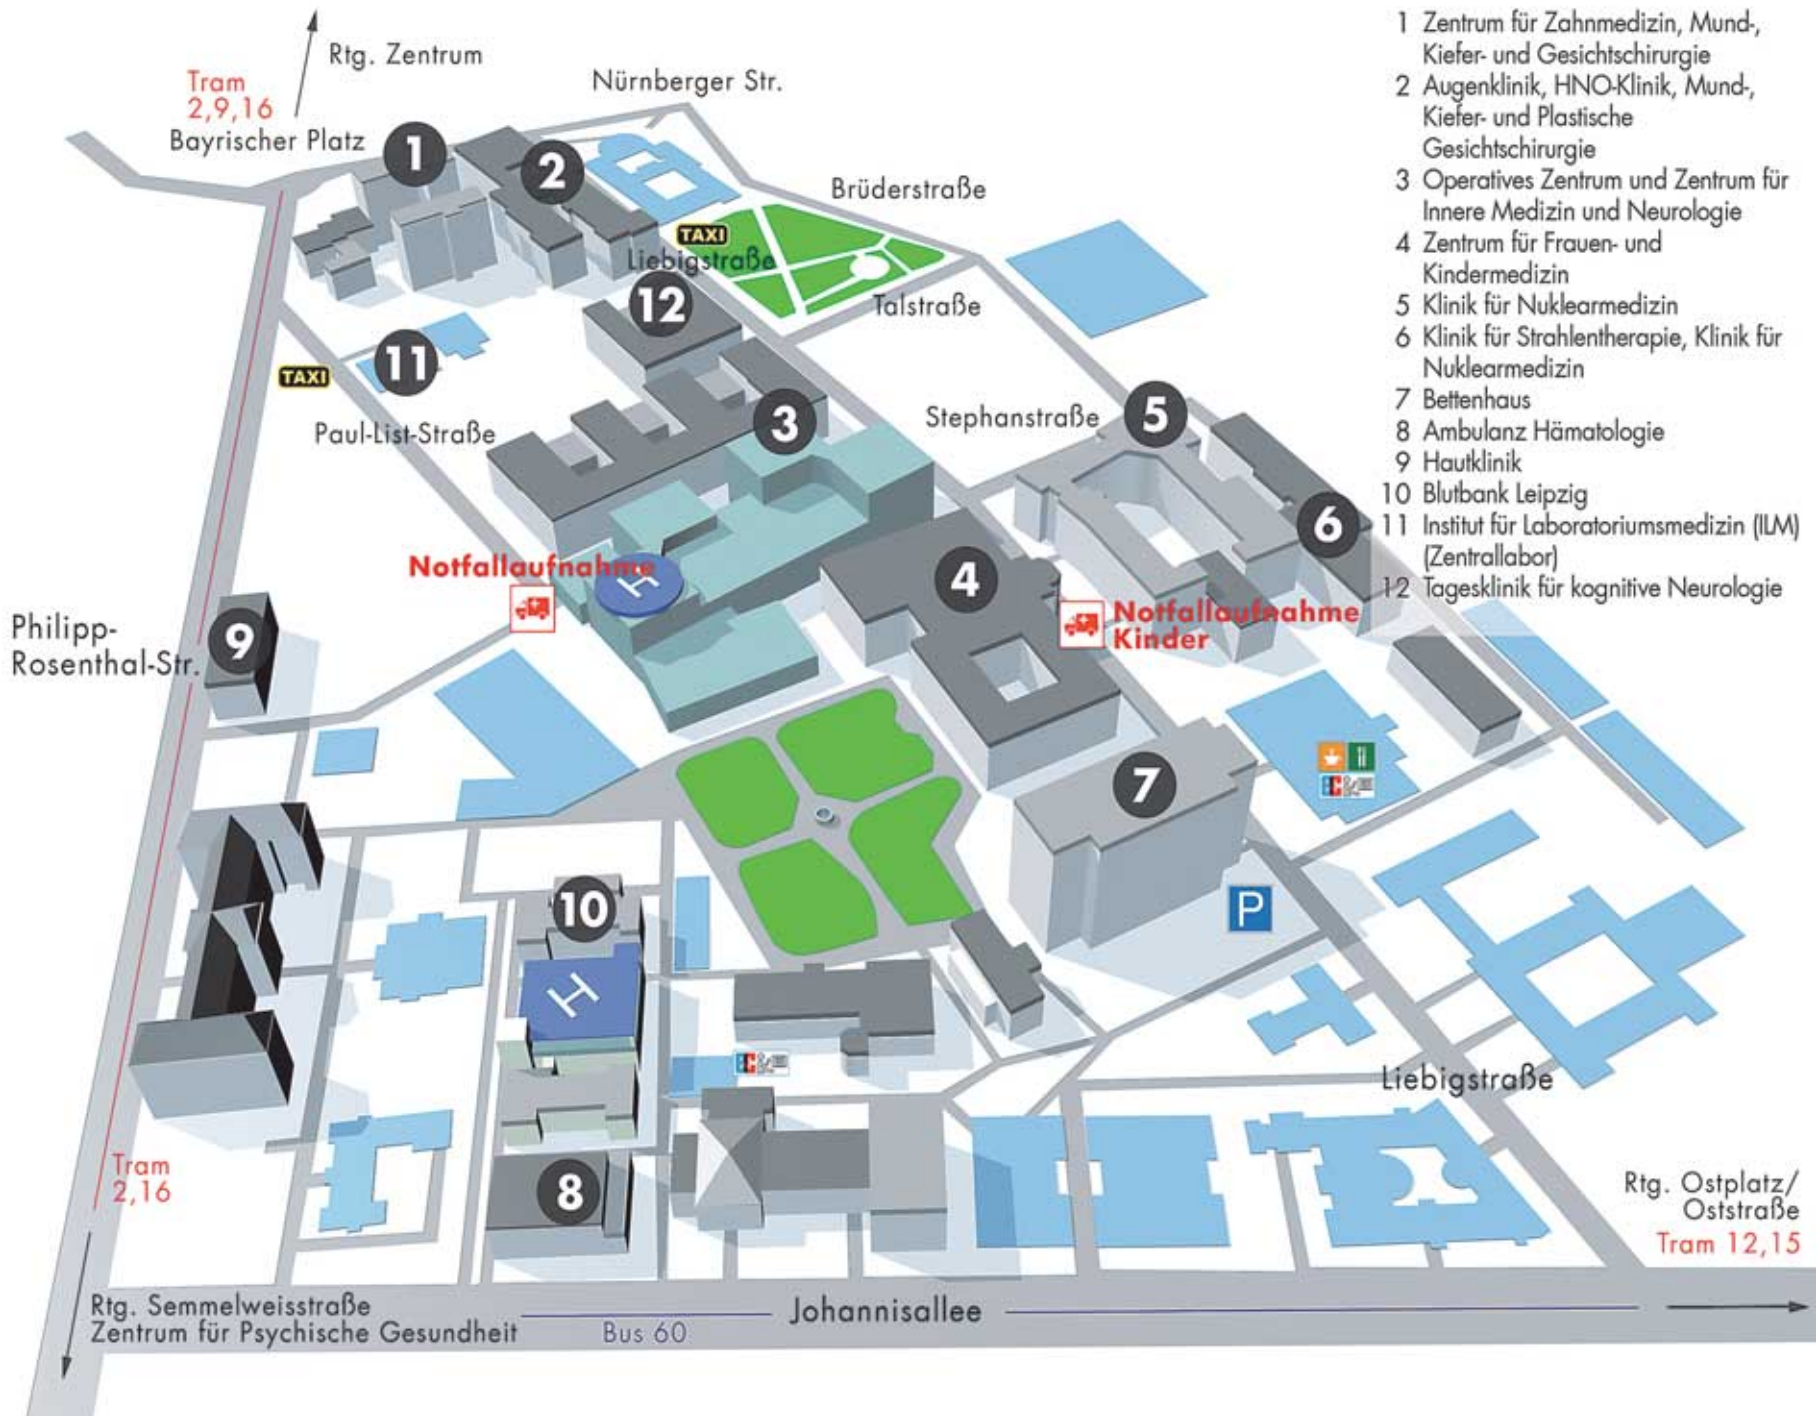 Rtg. Zentrum
Tram
2,9,16
Bayrischer Platz
Nürnberger Str.
1
2
Brüderstraße
TAXI
Liebigstraße
12
Talstraße
11
TAXI
Paul-List-Straße
3
Stephanstraße
5
6
Notfallaufnahme
H
4
Notfallaufnahme
Kinder
Philipp-
Rosenthal-Str.
9
7
EC
P
10
H
EC
Liebigstraße
8
Tram
2,16
Rtg. Ostplatz/
Oststraße
Tram 12,15
Rtg. Semmelweisstraße
Zentrum für Psychische Gesundheit
Bus 60
Johannisallee
1 Zentrum für Zahnmedizin, Mund-,
Kiefer- und Gesichtschirurgie
2 Augenklinik, HNO-Klinik, Mund-,
Kiefer- und Plastische
Gesichtschirurgie
3 Operatives Zentrum und Zentrum für
Innere Medizin und Neurologie
4 Zentrum für Frauen- und
Kindermedizin
5 Klinik für Nuklearmedizin
6 Klinik für Strahlentherapie, Klinik für
Nuklearmedizin
7 Bettenhaus
8 Ambulanz Hämatologie
9 Hautklinik
10 Blutbank Leipzig
11 Institut für Laboratoriumsmedizin (ILM)
(Zentrallabor)
12 Tagesklinik für kognitive Neurologie